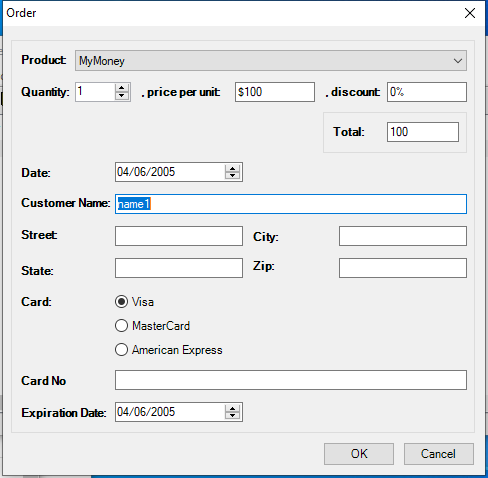 Order
Product: MyMoney
Quantity: 1 , price per unit: $100 , discount: 0%
Total: 100
Date: 04/06/2005
Customer Name: name1
Street: City:
State: Zip:
Card: Visa
MasterCard
American Express
Card No
Expiration Date: 04/06/2005
OK Cancel